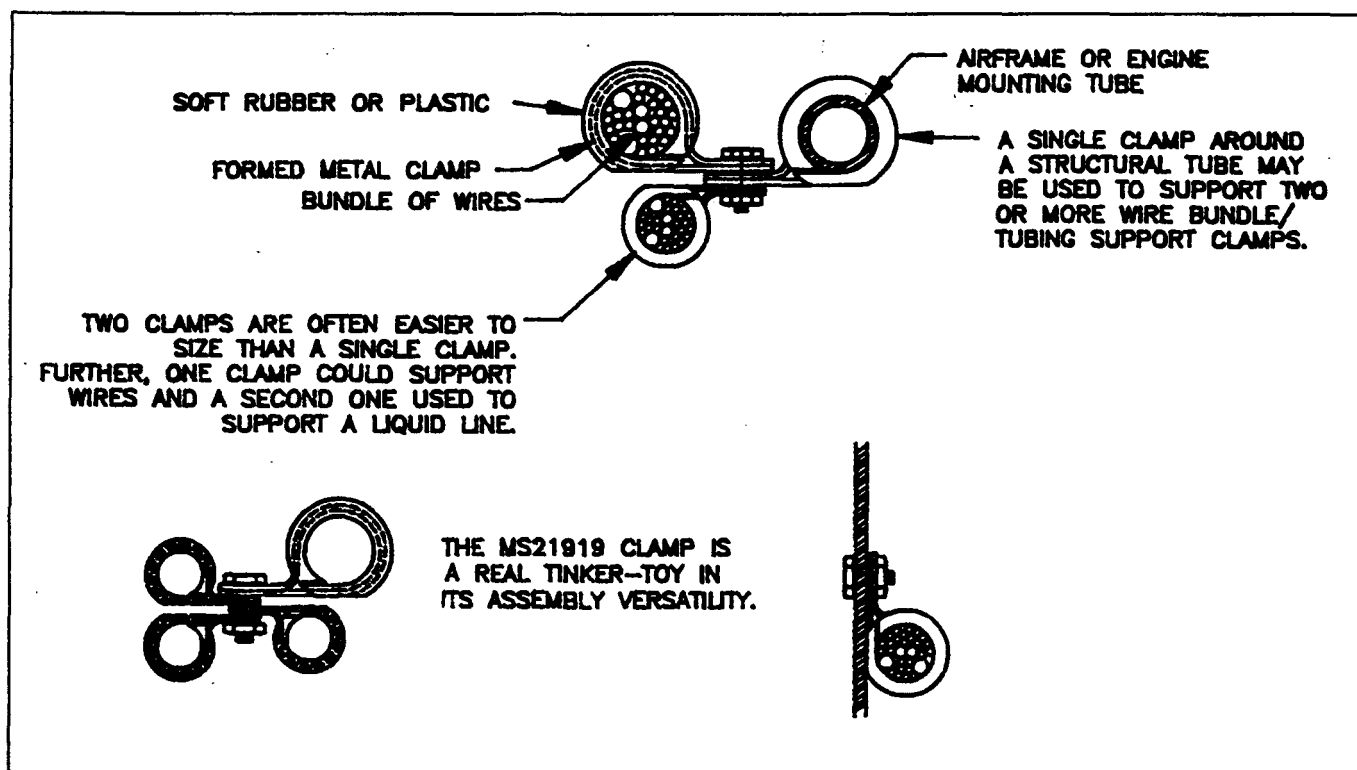 SOFT RUBBER OR PLASTIC
FORMED METAL CLAMP
BUNDLE OF WIRES
AIRFRAME OR ENGINE
MOUNTING TUBE
A SINGLE CLAMP AROUND
A STRUCTURAL TUBE MAY
BE USED TO SUPPORT TWO
OR MORE WIRE BUNDLE/
TUBING SUPPORT CLAMPS.
TWO CLAMPS ARE OFTEN EASIER TO
SIZE THAN A SINGLE CLAMP.
FURTHER, ONE CLAMP COULD SUPPORT
WIRES AND A SECOND ONE USED TO
SUPPORT A LIQUID LINE.
THE MS21919 CLAMP IS
A REAL TINKER-TOY IN
ITS ASSEMBLY VERSATILITY.